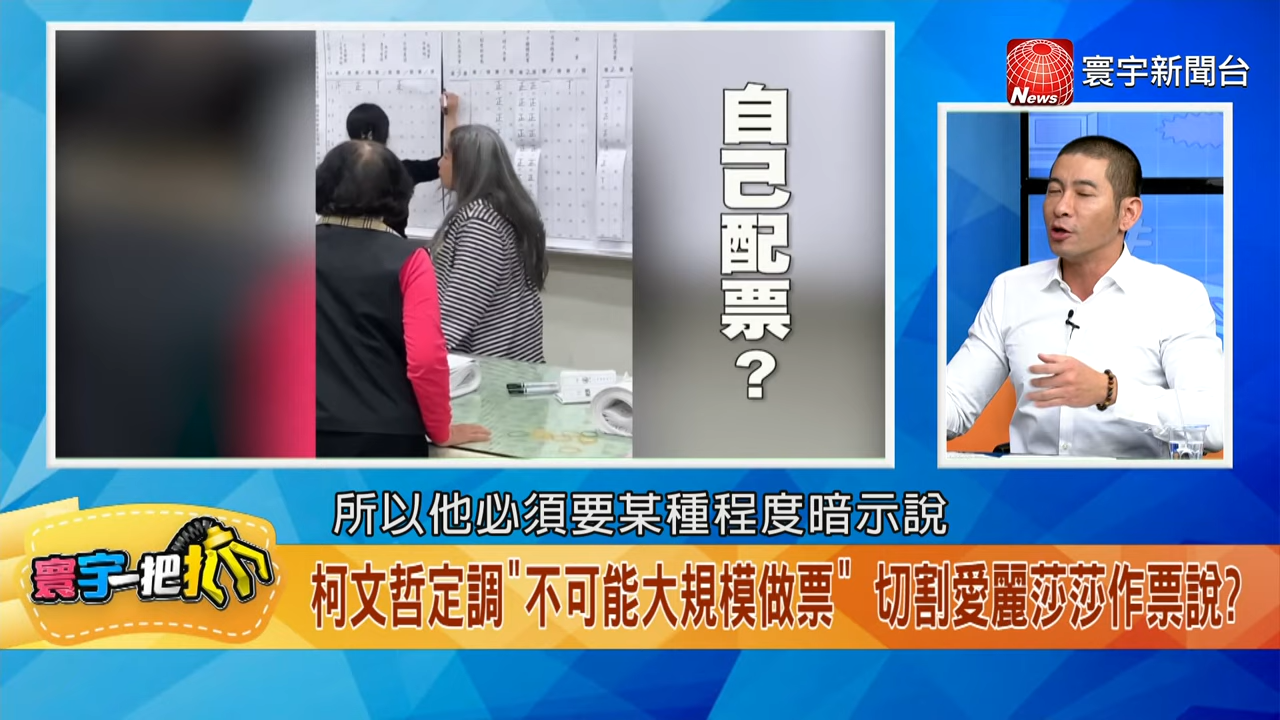 News
寰宇新聞台
自己配票？
所以他必須要某種程度暗示說
寰宇一把抓
柯文哲定調"不可能大規模做票" 切割愛麗莎莎作票說?